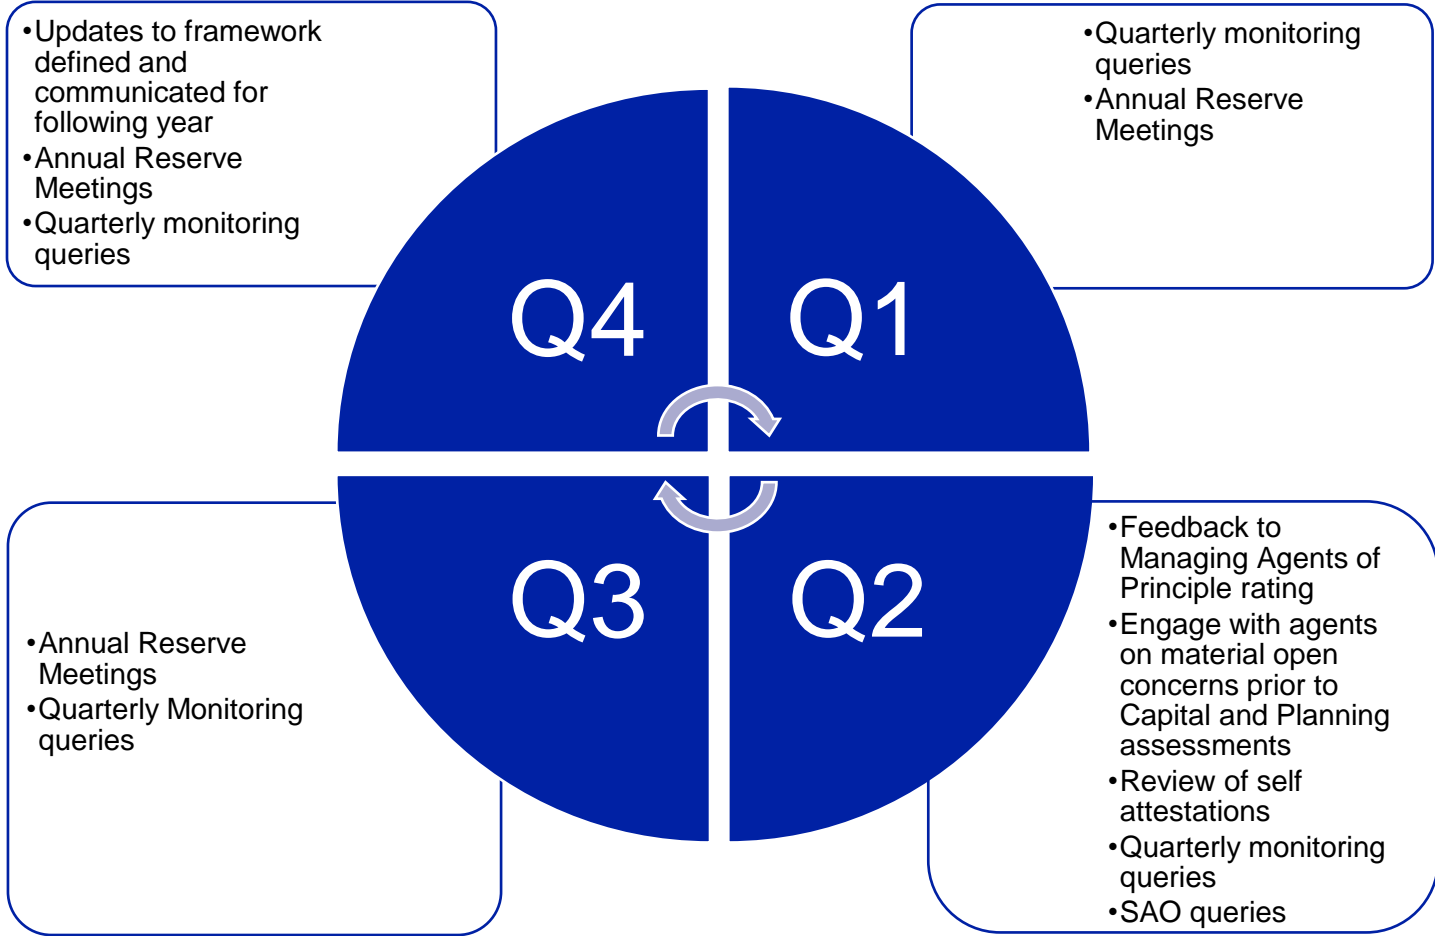 •Updates to framework
defined and
communicated for
following year
•Annual Reserve
Meetings
•Quarterly monitoring
queries
•Quarterly monitoring
queries
•Annual Reserve
Meetings
Q4
Q1
Q3
Q2
•Annual Reserve
Meetings
•Quarterly Monitoring
queries
•Feedback to
Managing Agents of
Principle rating
•Engage with agents
on material open
concerns prior to
Capital and Planning
assessments
•Review of self
attestations
•Quarterly monitoring
queries
•SAO queries